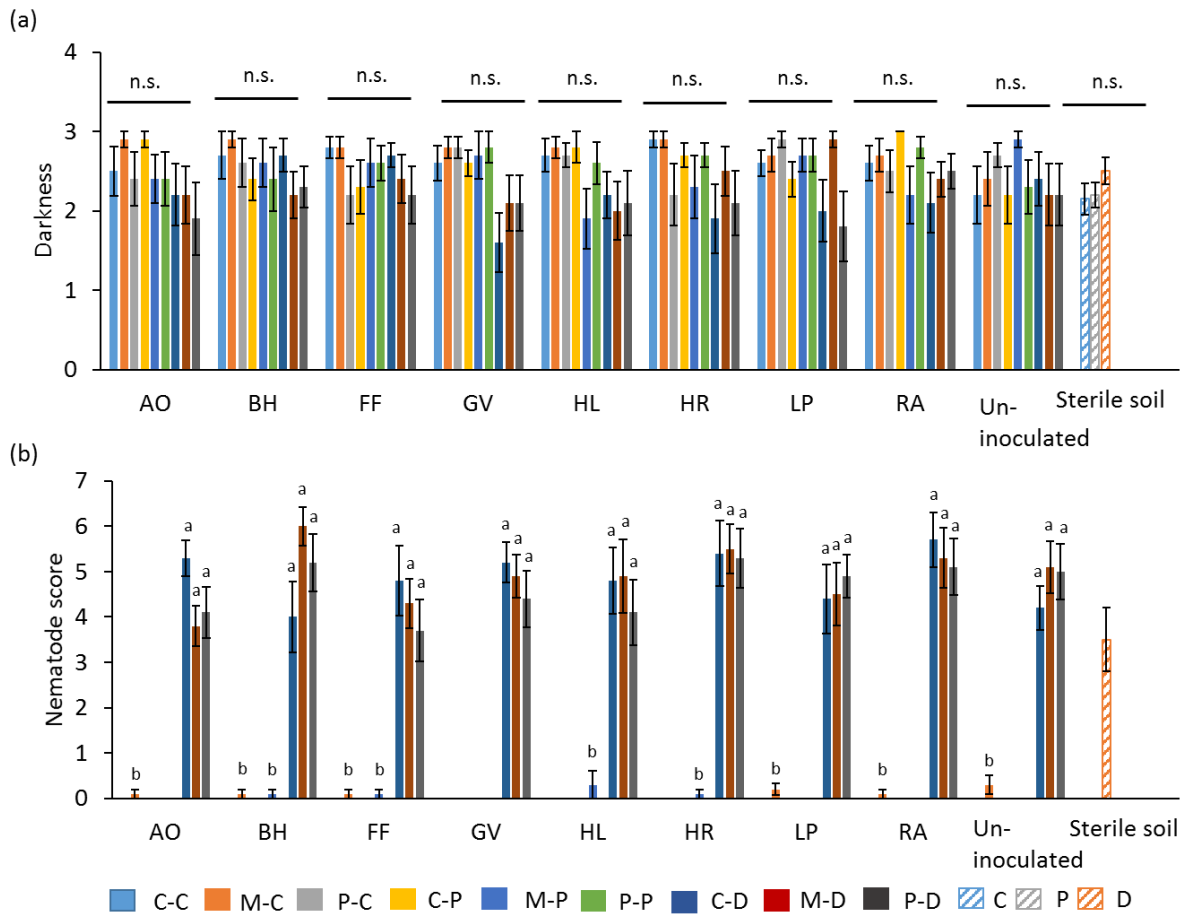 (a)
Darkness
4
3
2
1
0
n.s. n.s. n.s. n.s. n.s. n.s. n.s. n.s. n.s. n.s.
AO BH FF GV HL HR LP RA Un-
inoculated Sterile soil
(b)
Nematode score
7
6
5
4
3
2
1
0
b a a a b b a a a b b a a a a a a b a a a b a a a b a a a b a a a b a a a
AO BH FF GV HL HR LP RA Un-
inoculated Sterile soil
C-C M-C P-C C-P M-P P-P C-D M-D P-D C P D